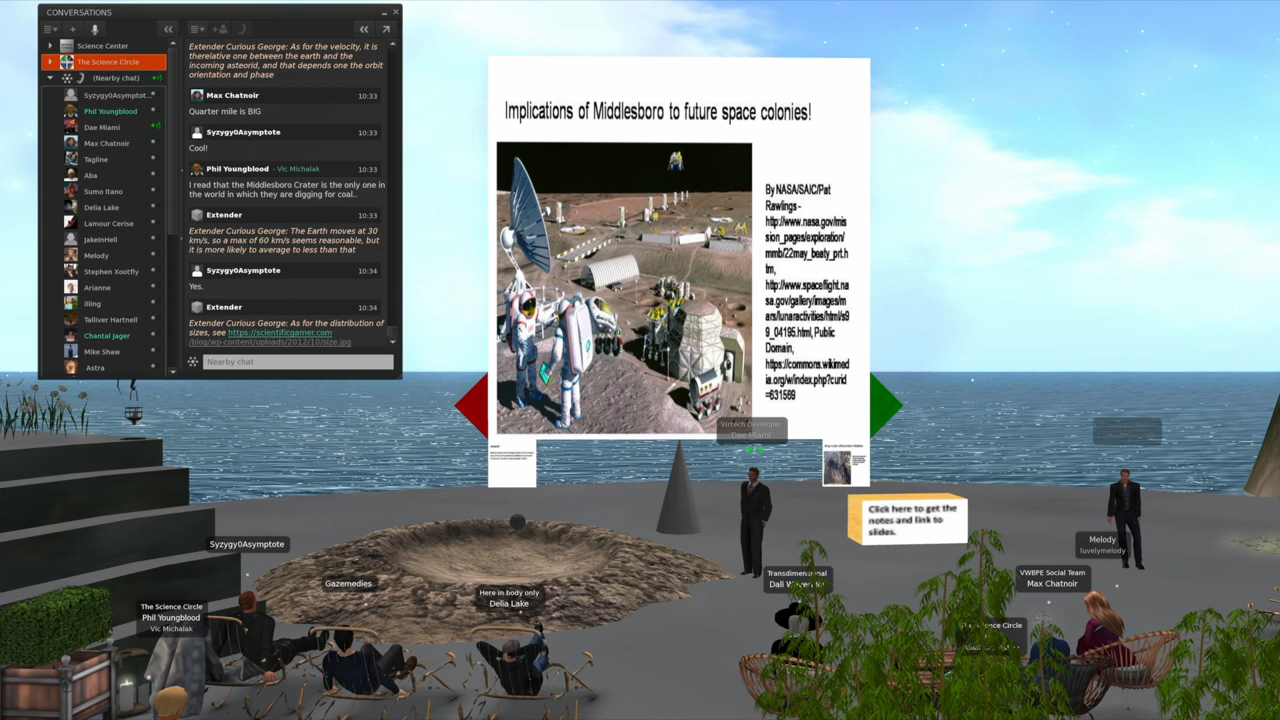 CONVERSATIONS
Science Center
The Science Circle
(Nearby chat)
Syzygy0Asymptot...
Phil Youngblood
Dae Miami
Max Chatnoir
Tagline
Aba
Sumo Itano
Delia Lake
Lamour Cerise
JakeInHell
Melody
Stephen Xootfly
Arianne
illing
Talliver Hartnell
Chantal Jager
Mike Shaw
Astra
Extender Curious George: As for the velocity, it is
therelative one between the earth and the
incoming asteorid, and that depends one the orbit
orientation and phase
Max Chatnoir 10:33
Quarter mile is BIG
Syzygy0Asymptote 10:33
Cool!
Phil Youngblood - Vic Michalak 10:33
I read that the Middlesboro Crater is the only one in
the world in which they are digging for coal..
Extender 10:33
Extender Curious George: The Earth moves at 30
km/s, so a max of 60 km/s seems reasonable, but
it is more likely to average to less than that
Syzygy0Asymptote 10:34
Yes.
Extender 10:34
Extender Curious George: As for the distribution of
sizes, see https://scientificgamer.com
/blog/wp-content/uploads/2012/10/size.jpg
Nearby chat
Implications of Middlesboro to future space colonies!
By NASA/SAIC/Pat
Rawlings -
http://www.nasa.gov/mis
sion_pages/exploration/
mmb/22may_beaty_prt.h
tm,
http://www.spaceflight.na
sa.gov/gallery/images/m
ars/lunaractivities/html/s9
9_04195.html, Public
Domain,
https://commons.wikimed
ia.org/w/index.php?curid
=631569
Virtech Developer
Dae Miami
Click here to get the
notes and link to
slides.
Syzygy0Asymptote
Gazemedies
Here in body only
Delia Lake
The Science Circle
Phil Youngblood
Vic Michalak
Transdimensional
Dali
Melody
luvelymelody
VWBPE Social Team
Max Chatnoir
Science Circle